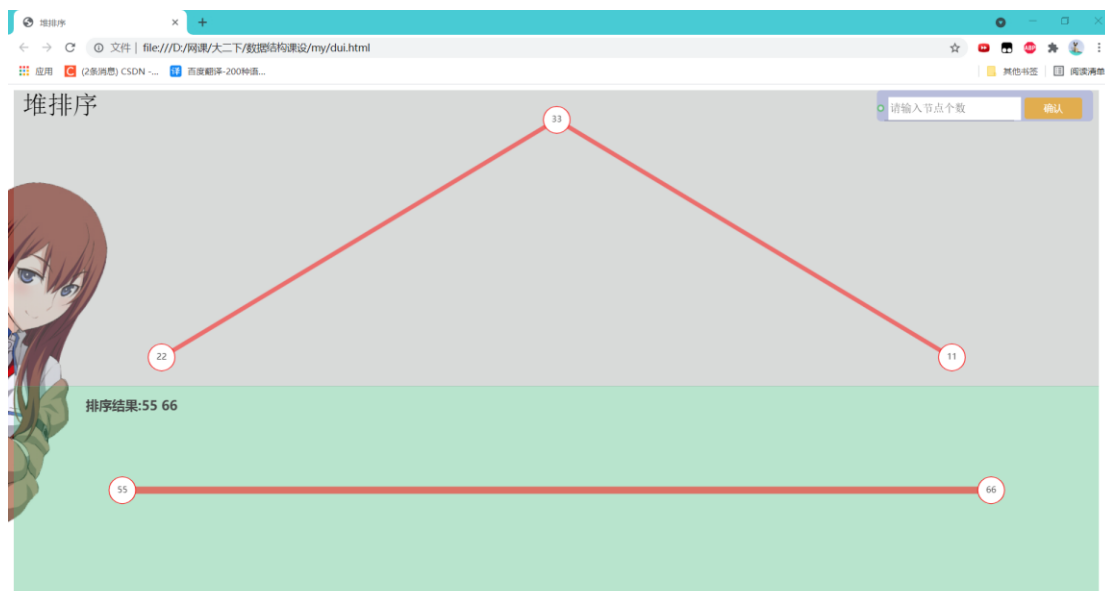 堆排序
文件 file:///D:/网课/大二下/数据结构课设/my/dui.html
ABP
应用 C (2条消息) CSDN -... 译 百度翻译-200种语... 其他书签 阅读清单
堆排序
请输入节点个数 确认
33
22
11
排序结果:55 66
55
66